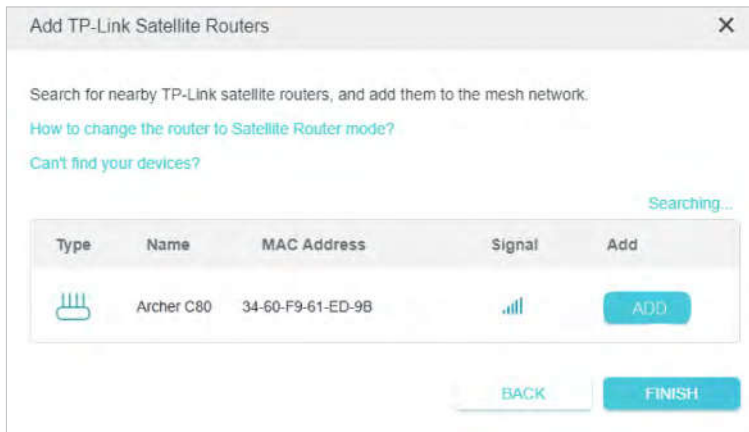 Add TP-Link Satellite Routers
Search for nearby TP-Link satellite routers, and add them to the mesh network.
How to change the router to Satellite Router mode?
Can't find your devices?
Searching...
Type Name MAC Address Signal Add
Archer C80 34-60-F9-61-ED-9B ADD
BACK FINISH